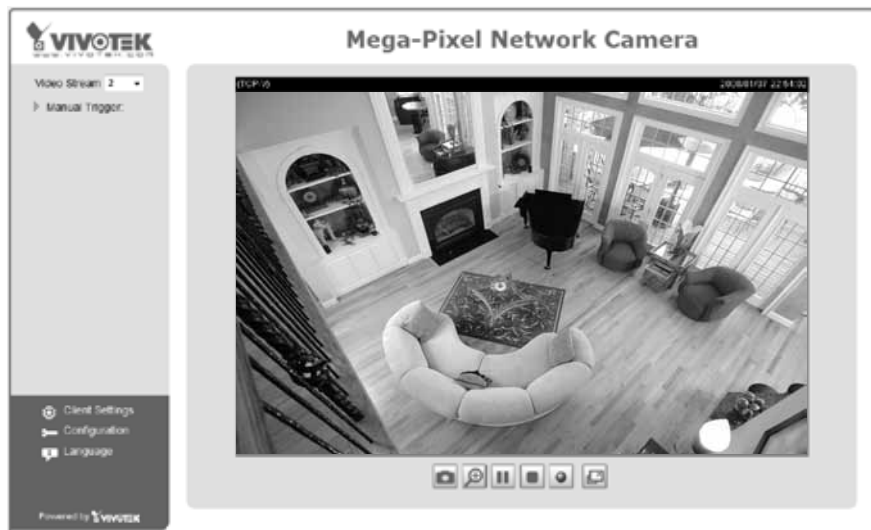 VIVOTEK
www.vivotek.com
Mega-Pixel Network Camera
Video Stream 2
Manual Trigger:
(TCP-V) 2008/01/07 22:54:02
Client Settings
Configuration
Language
Powered by VIVOTEK